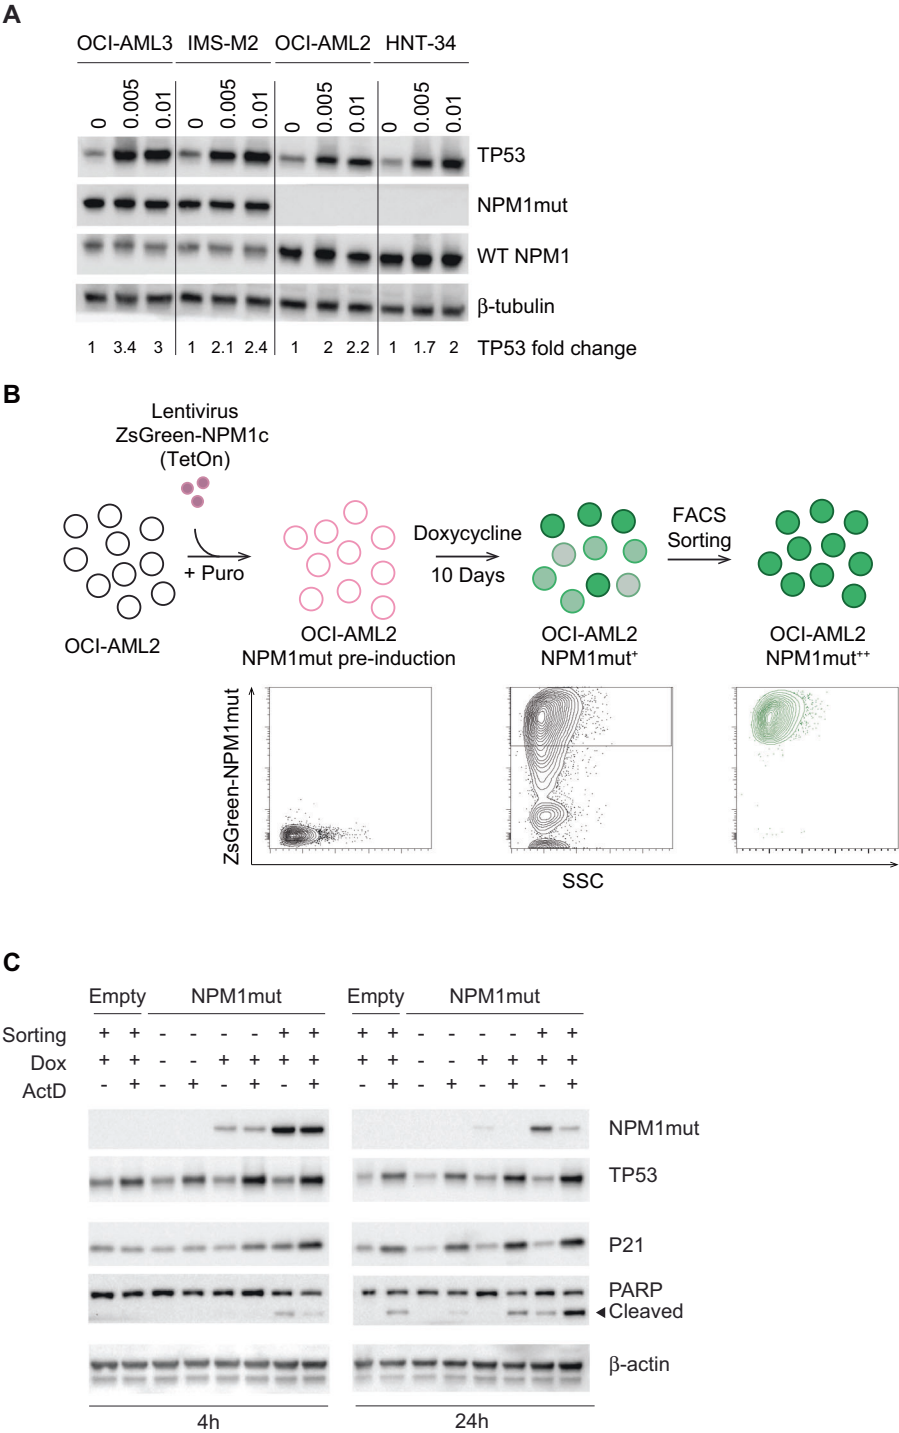 A
OCI-AML3 IMS-M2 OCI-AML2 HNT-34
0 0.005 0.01 0 0.005 0.01 0 0.005 0.01 0 0.005 0.01
TP53
NPM1mut
WT NPM1
β-tubulin
1 3.4 3 1 2.1 2.4 1 2 2.2 1 1.7 2 TP53 fold change
B
Lentivirus
ZsGreen-NPM1c
(TetOn)
+ Puro
Doxycycline
10 Days
FACS
Sorting
OCI-AML2
OCI-AML2
NPM1mut pre-induction
OCI-AML2
NPM1mut⁺
OCI-AML2
NPM1mut⁺⁺
ZsGreen-NPM1mut
SSC
C
Empty NPM1mut Empty NPM1mut
Sorting + + - - - - + + + + - - - - + +
Dox + + - - + + + + + + - - + + + +
ActD - + - + - + - + - + - + - + - +
NPM1mut
TP53
P21
PARP
◄Cleaved
β-actin
4h 24h